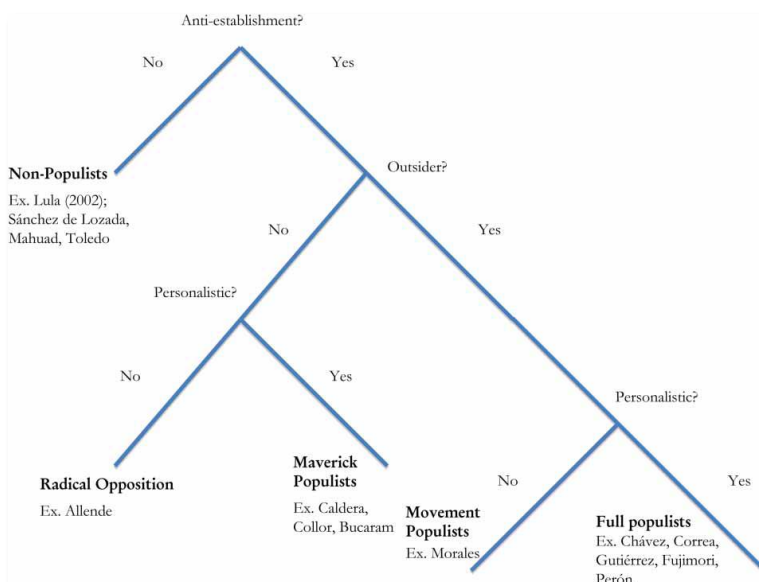 Anti-establishment?
No
Yes
Non-Populists
Ex. Lula (2002);
Sánchez de Lozada,
Mahuad, Toledo
Outsider?
No
Yes
Personalistic?
No
Yes
Radical Opposition
Ex. Allende
Maverick
Populists
Ex. Caldera,
Collor, Bucaram
Personalistic?
No
Yes
Movement
Populists
Ex. Morales
Full populists
Ex. Chávez, Correa,
Gutiérrez, Fujimori,
Perón